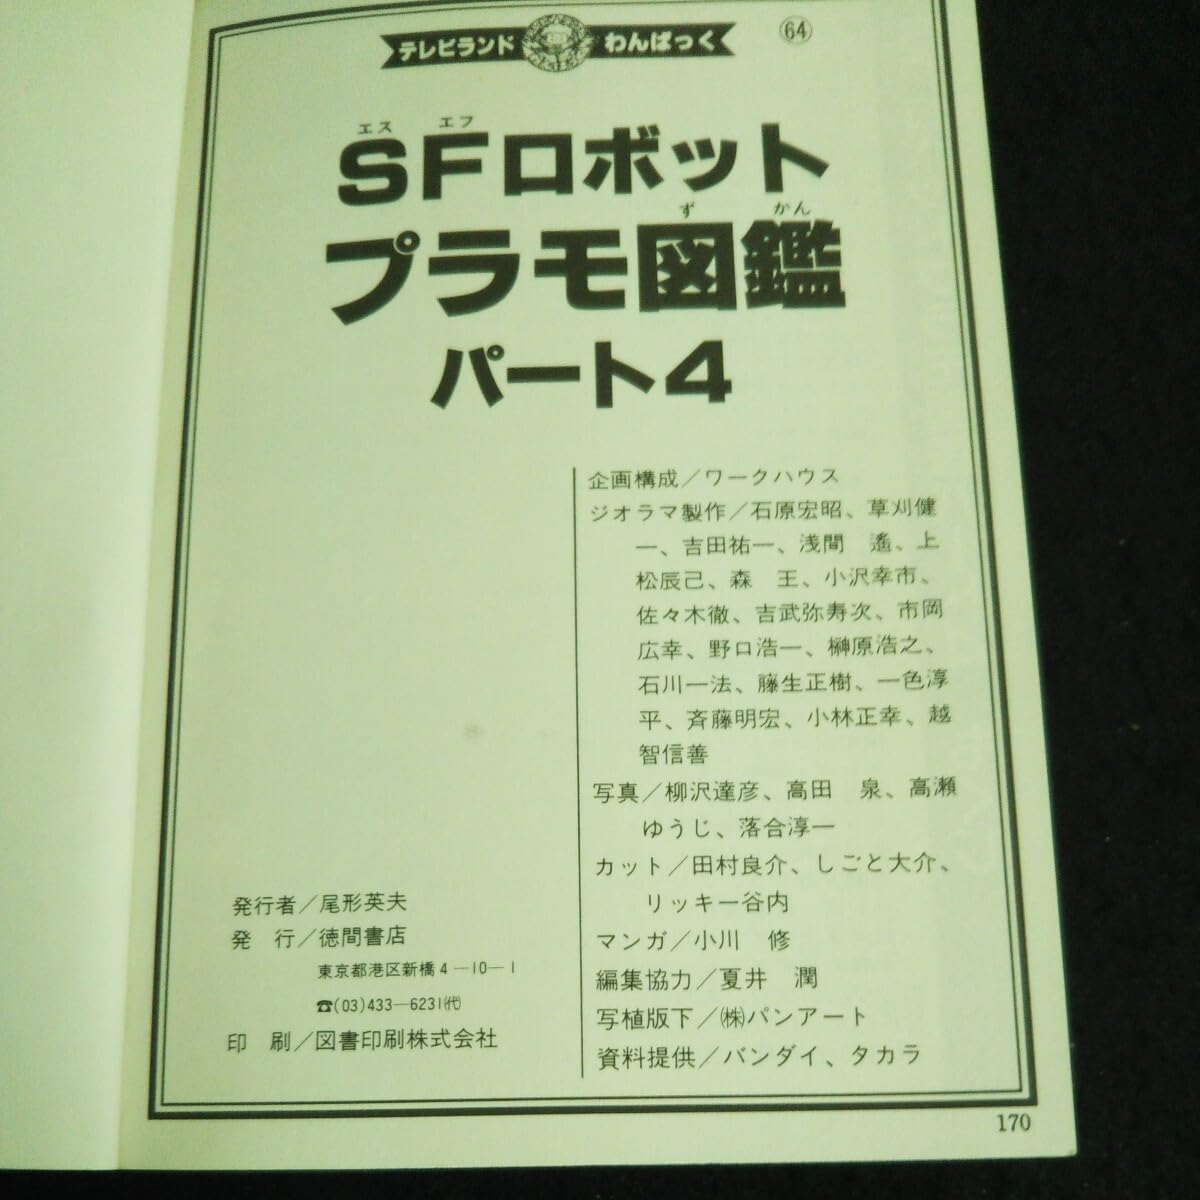 テレビランド わんぱっく 64
エス エフ
SFロボット
ず かん
プラモ図鑑
パート4
企画構成／ワークハウス
ジオラマ製作／石原宏昭、草刈健
一、吉田祐一、浅間　遙、上
松辰己、森　王、小沢幸市、
佐々木徹、吉武弥寿次、市岡
広幸、野口浩一、榊原浩之、
石川一法、藤生正樹、一色淳
平、斉藤明宏、小林正幸、越
智信善
写真／柳沢達彦、高田　泉、高瀬
ゆうじ、落合淳一
カット／田村良介、しごと大介、
リッキー谷内
マンガ／小川　修
編集協力／夏井　潤
写植版下／㈱パンアート
資料提供／バンダイ、タカラ
発行者／尾形英夫
発　行／徳間書店
東京都港区新橋4－10－1
☎(03)433－6231㈹
印　刷／図書印刷株式会社
170